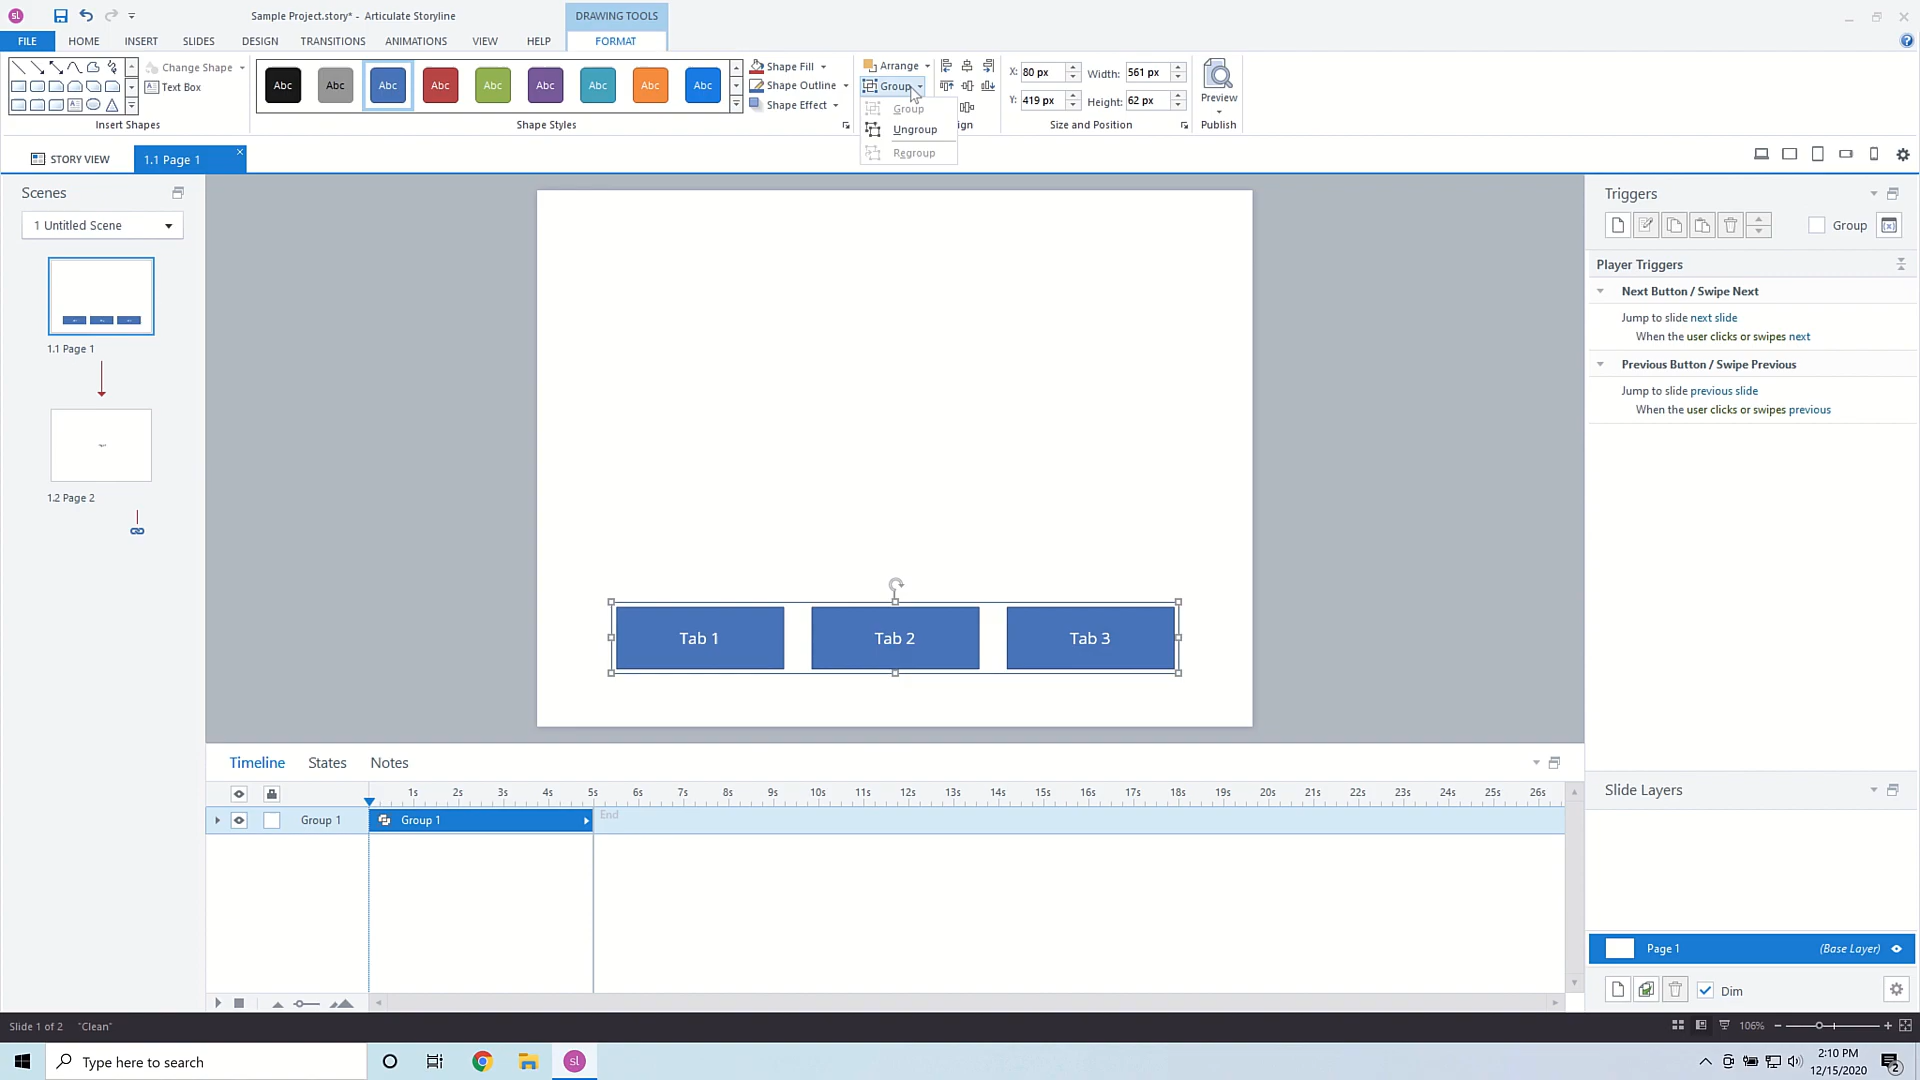 Sample Project.story* - Articulate Storyline
DRAWING TOOLS
FILE HOME INSERT SLIDES DESIGN TRANSITIONS ANIMATIONS VIEW HELP FORMAT
Change Shape
Text Box
Insert Shapes
Abc Abc Abc Abc Abc Abc Abc Abc Abc
Shape Styles
Shape Fill
Shape Outline
Shape Effect
Arrange
Group
Group
Ungroup
Regroup
X: 80 px Width: 561 px
Y: 419 px Height: 62 px
Size and Position
Preview
Publish
STORY VIEW 1.1 Page 1
Scenes
1 Untitled Scene
1.1 Page 1
1.2 Page 2
Tab 1 Tab 2 Tab 3
Triggers
Group
Player Triggers
Next Button / Swipe Next
Jump to slide next slide
When the user clicks or swipes next
Previous Button / Swipe Previous
Jump to slide previous slide
When the user clicks or swipes previous
Timeline States Notes
1s 2s 3s 4s 5s 6s 7s 8s 9s 10s 11s 12s 13s 14s 15s 16s 17s 18s 19s 20s 21s 22s 23s 24s 25s 26s
Group 1 Group 1 End
Slide Layers
Page 1 (Base Layer)
Dim
Slide 1 of 2 "Clean" 106%
Type here to search
2:10 PM
12/15/2020
2